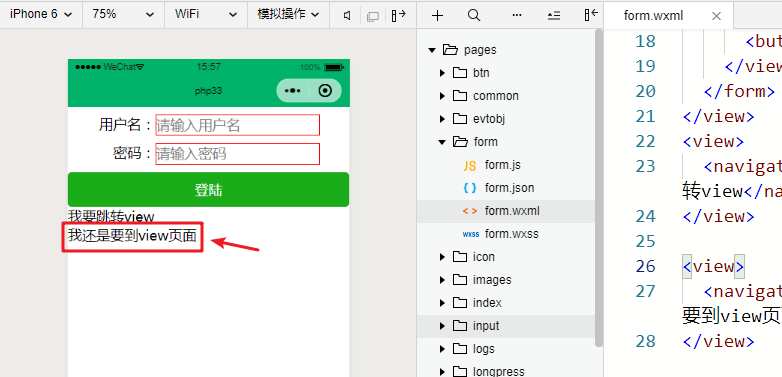 iPhone 6 75% WiFi 模拟操作
form.wxml
WeChat 15:57 100%
php33
用户名：请输入用户名
密码：请输入密码
登陆
我要跳转view
我还是要到view页面
pages
btn
common
evtobj
form
JS form.js
{ } form.json
< > form.wxml
wxss form.wxss
icon
images
index
input
logs
longpress
18 <but
19 </view
20 </form>
21 </view>
22 <view>
23 <navigat
转view</na
24 </view>
25
26 <view>
27 <navigat
要到view页
28 </view>